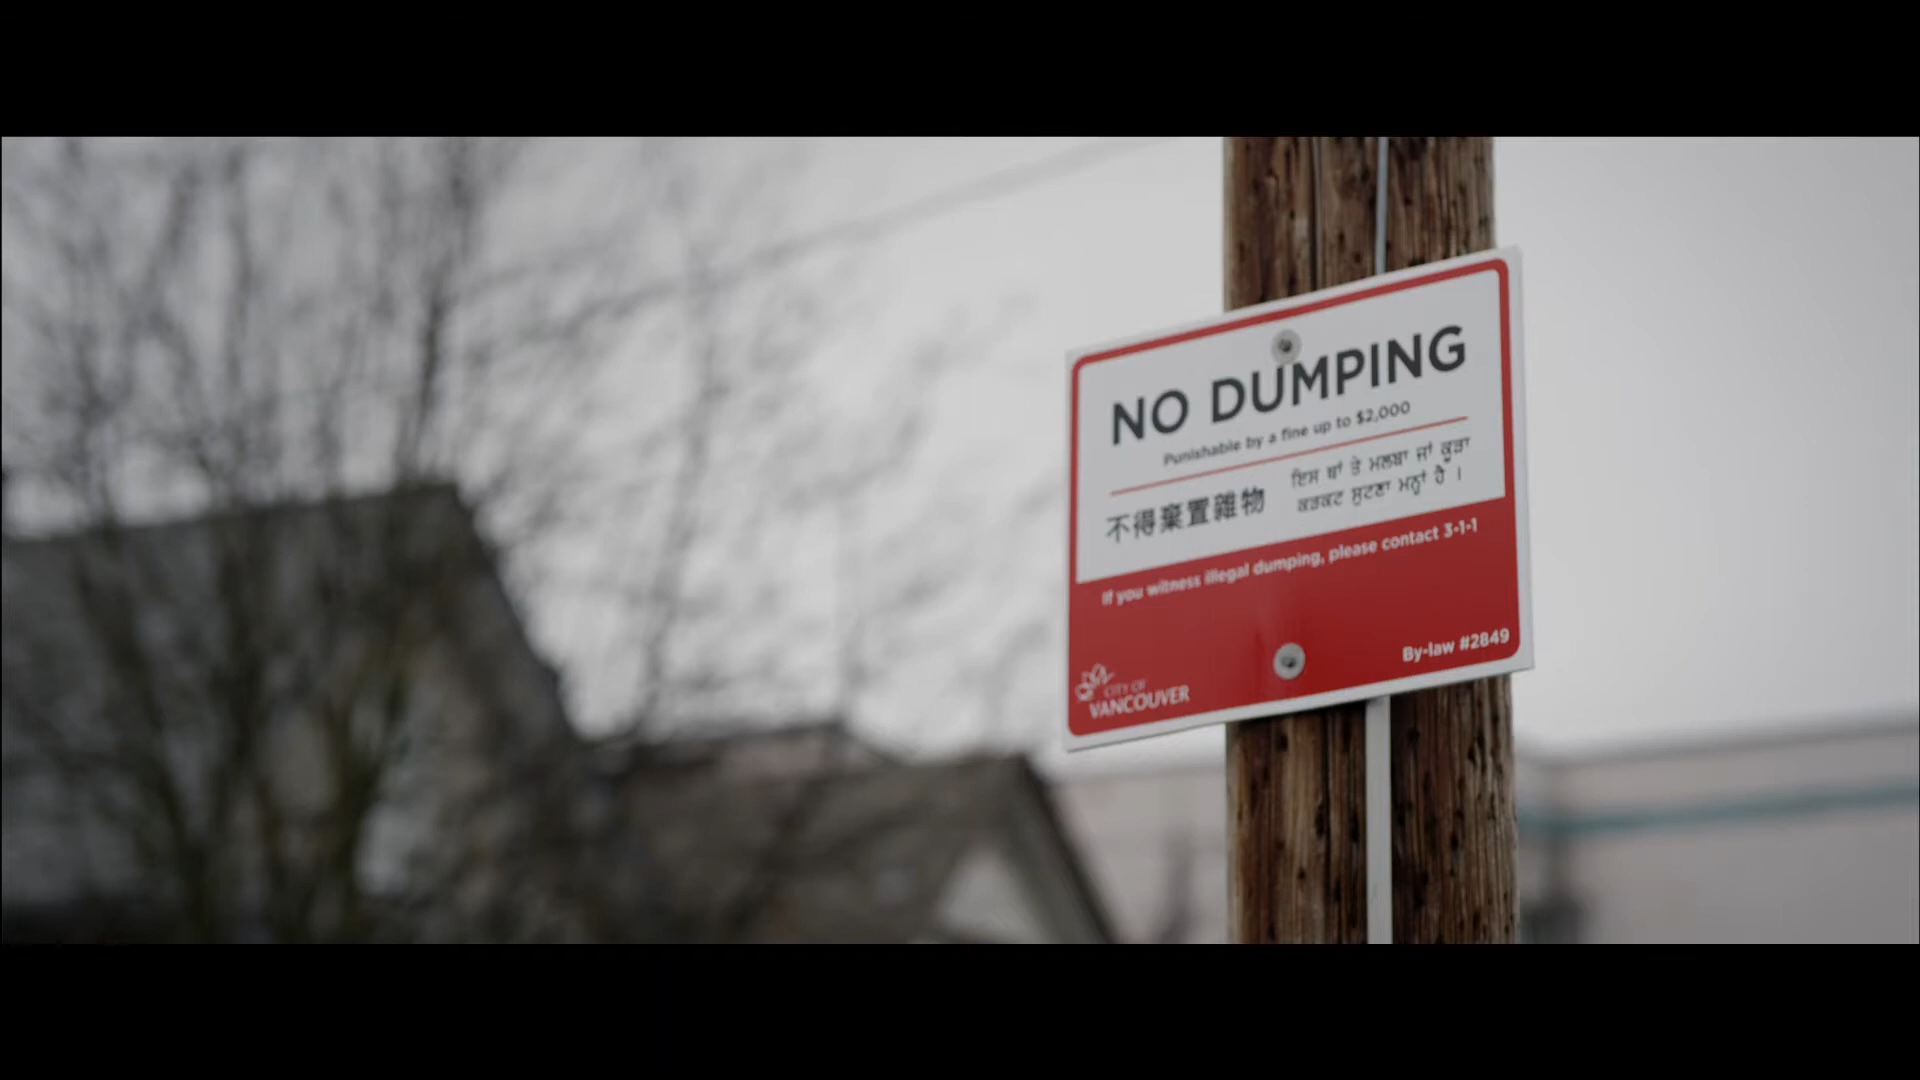 NO DUMPING
Punishable by a fine up to $2,000
不得棄置雜物
ਇਸ ਥਾਂ ਤੇ ਮਲਬਾ ਜਾਂ ਕੂੜਾ
ਕੜਕਟ ਸੁਟਣਾ ਮਨ੍ਹਾਂ ਹੈ ।
If you witness illegal dumping, please contact 3-1-1
By-law #2849
CITY OF
VANCOUVER